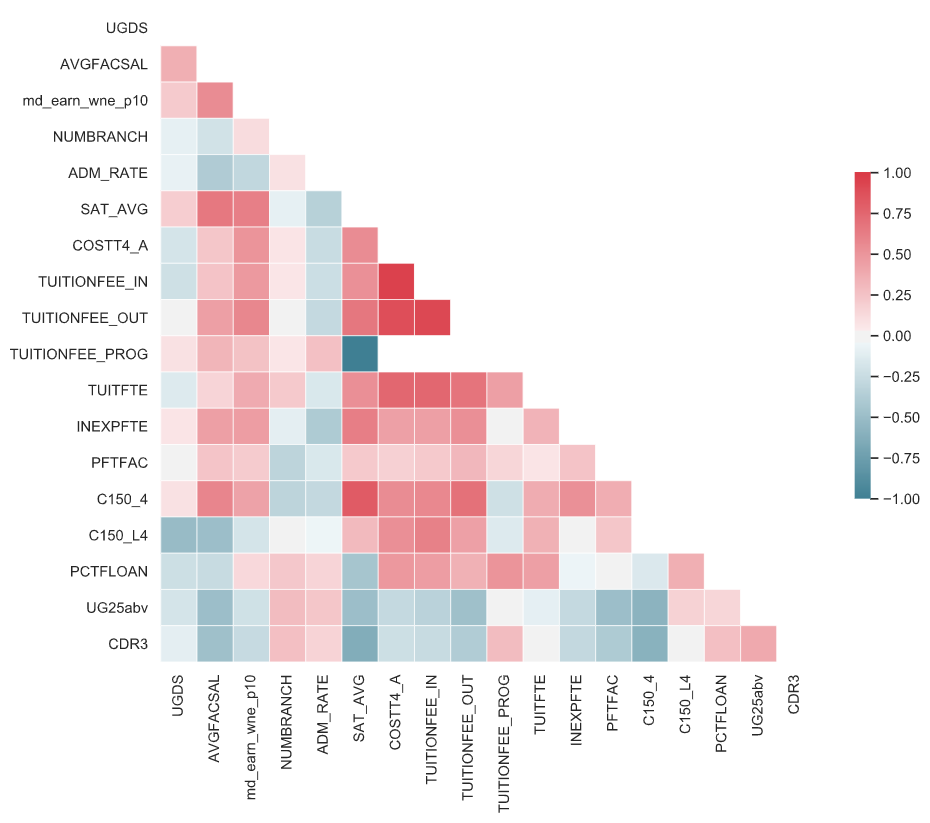 UGDS
AVGFACSAL
md_earn_wne_p10
NUMBRANCH
ADM_RATE
SAT_AVG
COSTT4_A
TUITIONFEE_IN
TUITIONFEE_OUT
TUITIONFEE_PROG
TUITFTE
INEXPFTE
PFTFAC
C150_4
C150_L4
PCTFLOAN
UG25abv
CDR3
UGDS
AVGFACSAL
md_earn_wne_p10
NUMBRANCH
ADM_RATE
SAT_AVG
COSTT4_A
TUITIONFEE_IN
TUITIONFEE_OUT
TUITIONFEE_PROG
TUITFTE
INEXPFTE
PFTFAC
C150_4
C150_L4
PCTFLOAN
UG25abv
CDR3
1.00
0.75
0.50
0.25
0.00
−0.25
−0.50
−0.75
−1.00